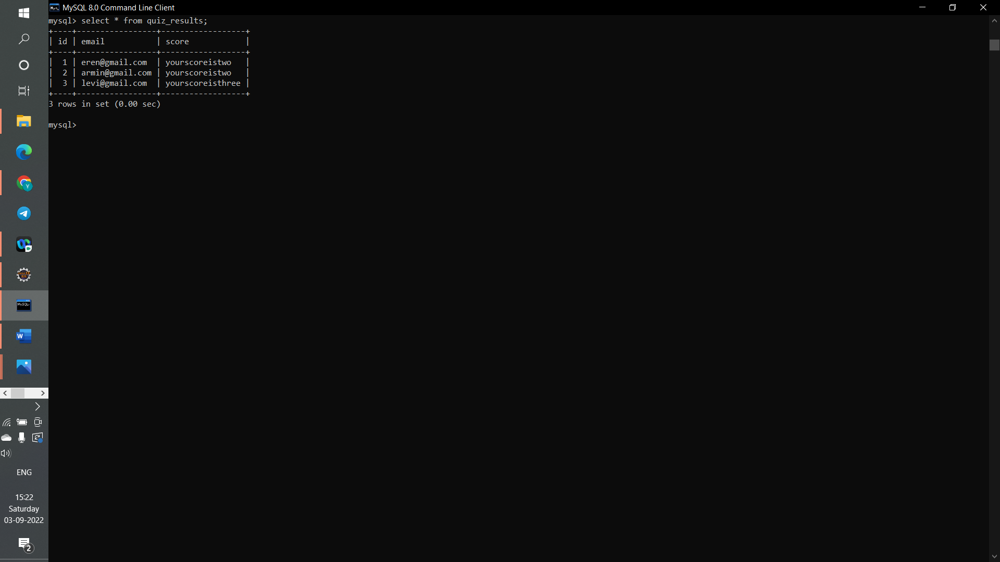 MySQL 8.0 Command Line Client
mysql> select * from quiz_results;
+----+-----------------+------------------+
| id | email           | score            |
+----+-----------------+------------------+
|  1 | eren@gmail.com  | yourscoreistwo   |
|  2 | armin@gmail.com | yourscoreistwo   |
|  3 | levi@gmail.com  | yourscoreisthree |
+----+-----------------+------------------+
3 rows in set (0.00 sec)
mysql>
Y
MySQL
W
ENG
15:22
Saturday
03-09-2022
2